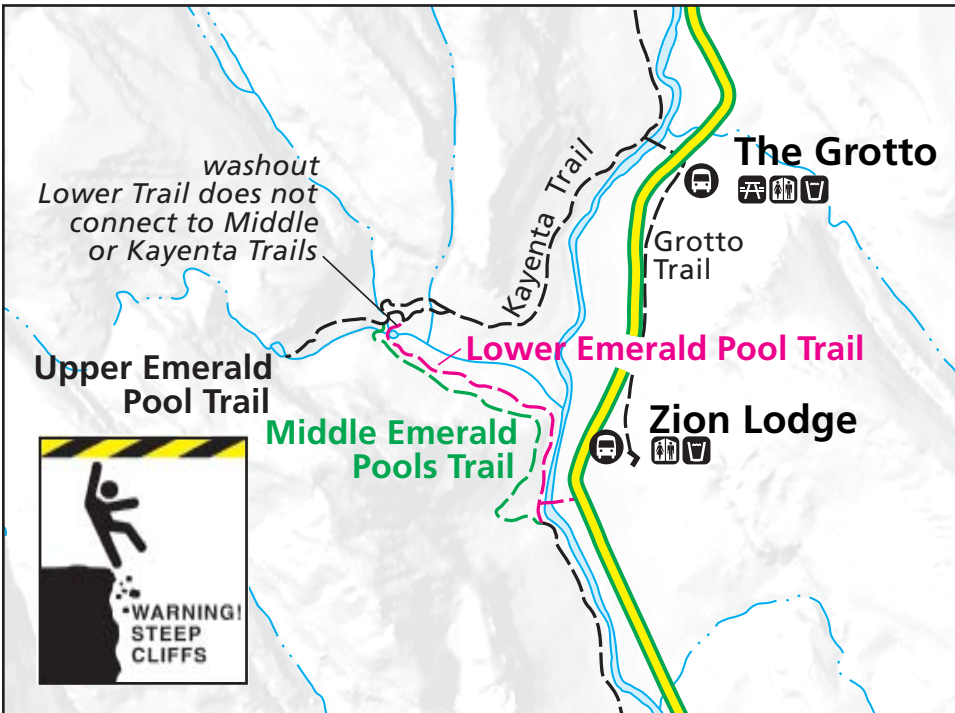 The Grotto
washout
Lower Trail does not
connect to Middle
or Kayenta Trails
Kayenta Trail
Grotto
Trail
Lower Emerald Pool Trail
Upper Emerald
Pool Trail
Zion Lodge
Middle Emerald
Pools Trail
WARNING!
STEEP
CLIFFS